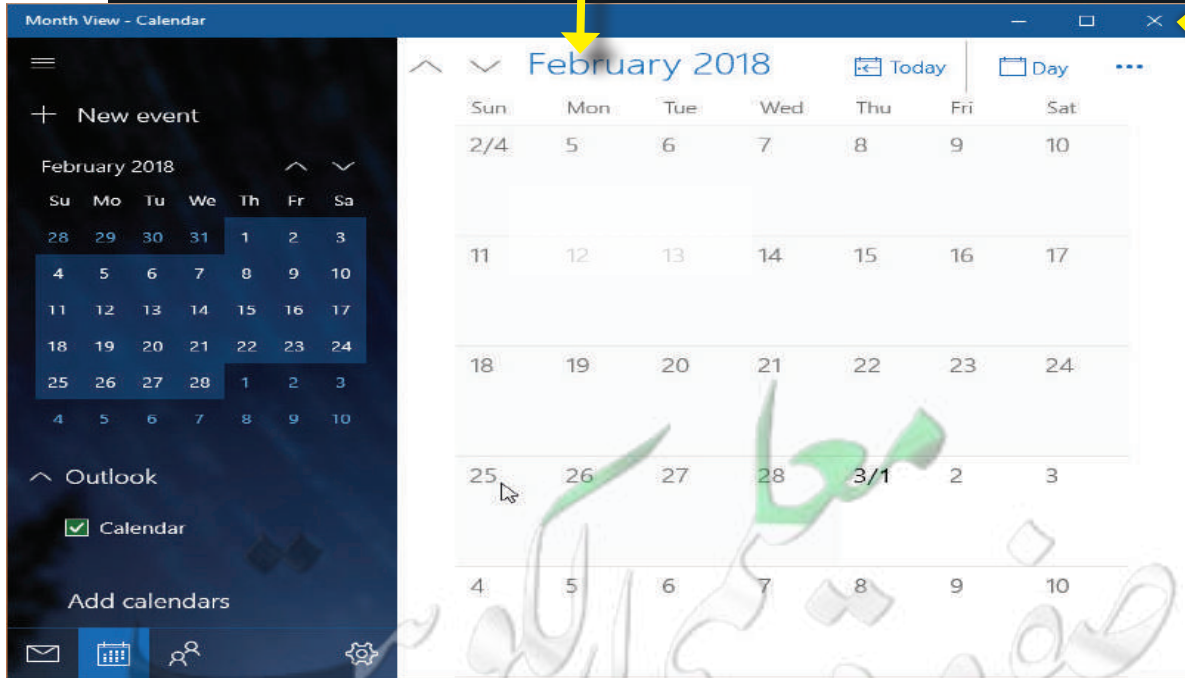 Month View - Calendar
New event
February 2018
Su Mo Tu We Th Fr Sa
28 29 30 31 1 2 3
4 5 6 7 8 9 10
11 12 13 14 15 16 17
18 19 20 21 22 23 24
25 26 27 28 1 2 3
4 5 6 7 8 9 10
Outlook
Calendar
Add calendars
February 2018 Today Day
Sun Mon Tue Wed Thu Fri Sat
2/4 5 6 7 8 9 10
11 12 13 14 15 16 17
18 19 20 21 22 23 24
25 26 27 28 3/1 2 3
4 5 6 7 8 9 10